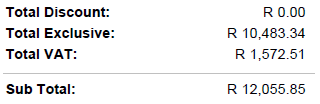 Total Discount: R 0.00
Total Exclusive: R 10,483.34
Total VAT: R 1,572.51
Sub Total: R 12,055.85